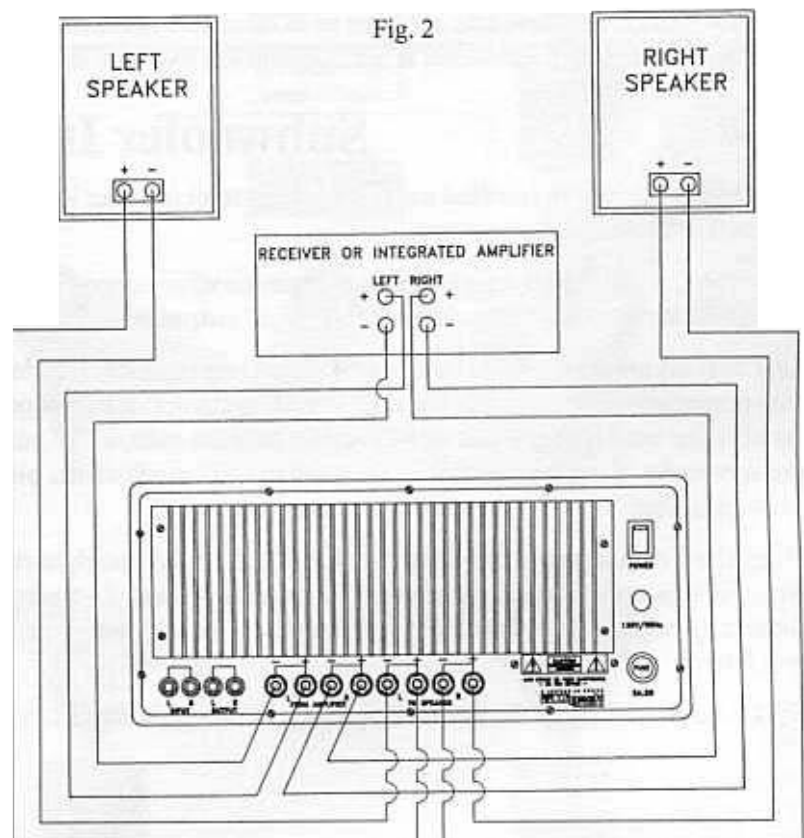 Fig. 2
LEFT
SPEAKER
RIGHT
SPEAKER
+ −
+ −
RECEIVER OR INTEGRATED AMPLIFIER
LEFT RIGHT
+ +
− −
POWER
L R L R
INPUT OUTPUT
L R
FROM AMPLIFIER
L R
TO SPEAKER